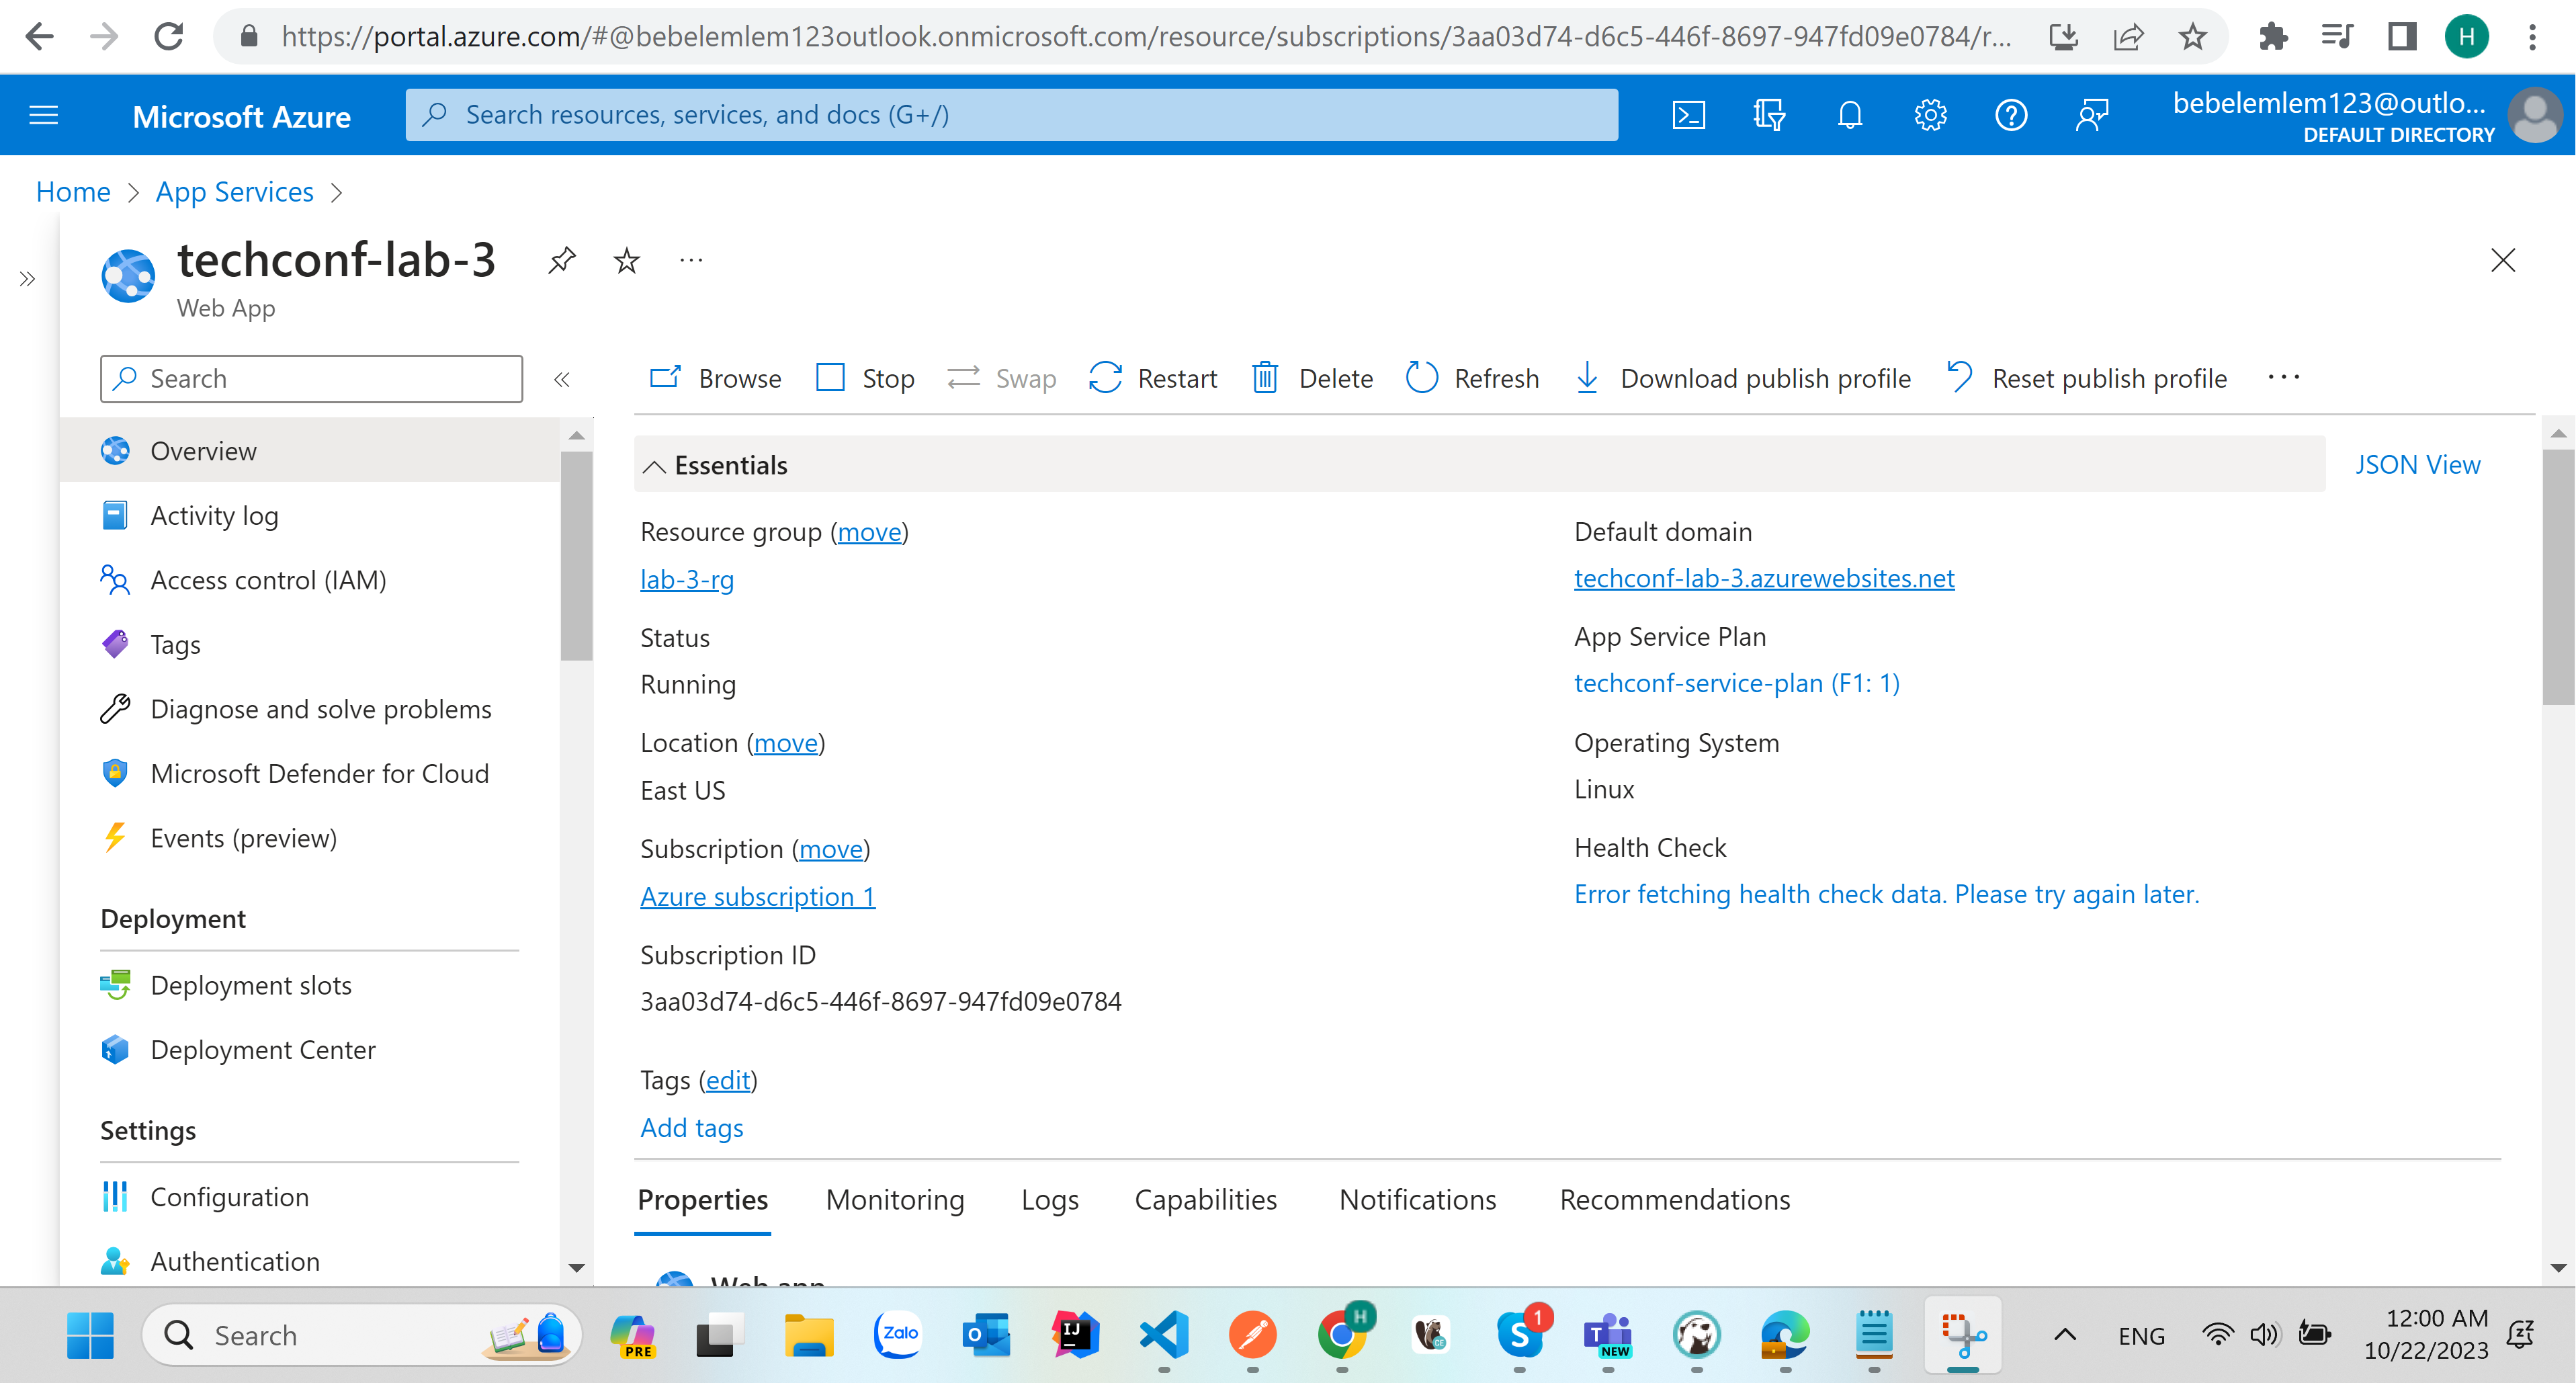 https://portal.azure.com/#@bebelemlem123outlook.onmicrosoft.com/resource/subscriptions/3aa03d74-d6c5-446f-8697-947fd09e0784/r...
H
Microsoft Azure
Search resources, services, and docs (G+/)
bebelemlem123@outlo...
DEFAULT DIRECTORY
Home > App Services >
techconf-lab-3
Web App
Search
Browse Stop Swap Restart Delete Refresh Download publish profile Reset publish profile
Overview
Activity log
Access control (IAM)
Tags
Diagnose and solve problems
Microsoft Defender for Cloud
Events (preview)
Deployment
Deployment slots
Deployment Center
Settings
Configuration
Authentication
Essentials
JSON View
Resource group (move)
lab-3-rg
Status
Running
Location (move)
East US
Subscription (move)
Azure subscription 1
Subscription ID
3aa03d74-d6c5-446f-8697-947fd09e0784
Default domain
techconf-lab-3.azurewebsites.net
App Service Plan
techconf-service-plan (F1: 1)
Operating System
Linux
Health Check
Error fetching health check data. Please try again later.
Tags (edit)
Add tags
Properties Monitoring Logs Capabilities Notifications Recommendations
Web app
Search
PRE
Zalo
O
IJ
H
CE
S
1
T
NEW
ENG
12:00 AM
10/22/2023